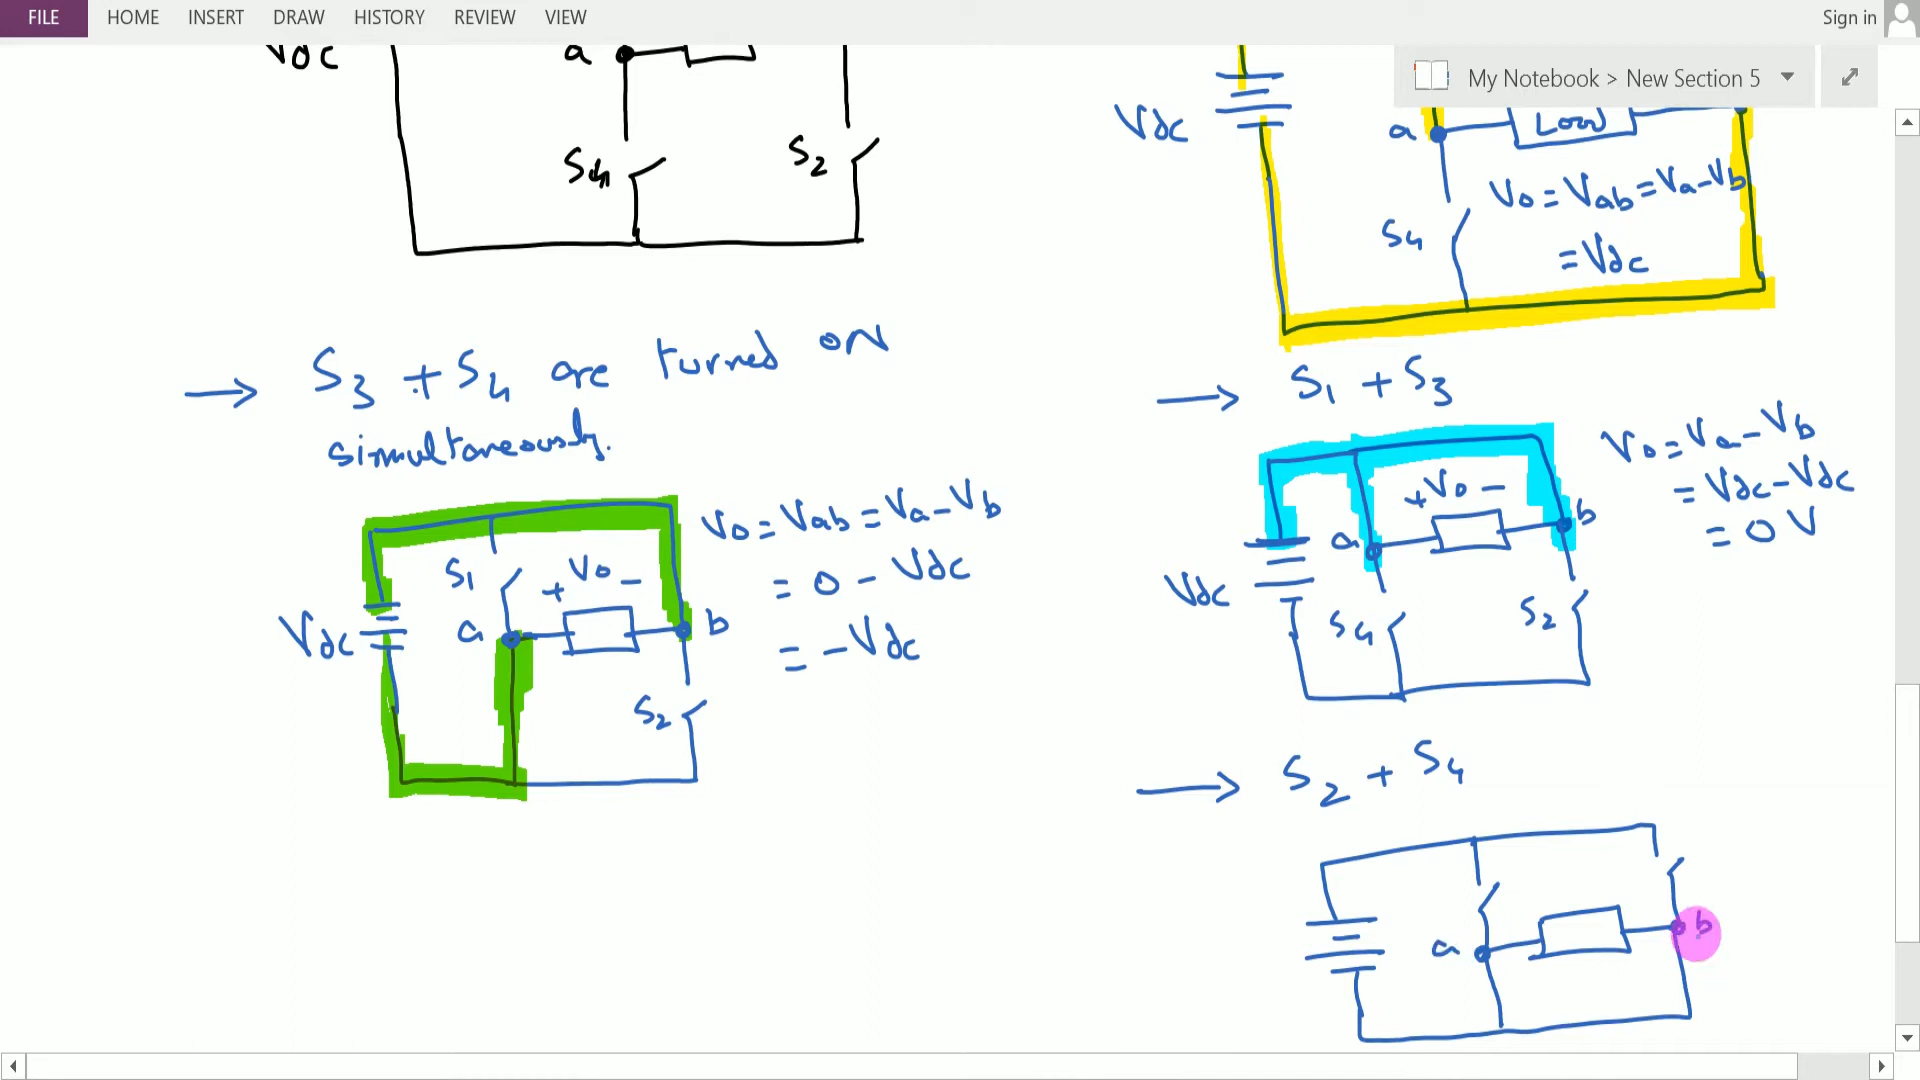 FILE HOME INSERT DRAW HISTORY REVIEW VIEW Sign in
My Notebook > New Section 5
Vdc
a
S4
S2
Vdc
a
Load
S4
Vo = Vab = Va - Vb
= Vdc
→ S3 + S4 are turned ON
simultaneously.
Vdc
S1
a
+ Vo -
b
S2
Vo = Vab = Va - Vb
= 0 - Vdc
= - Vdc
→ S1 + S3
Vdc
a
+ Vo -
b
S4
S2
Vo = Va - Vb
= Vdc - Vdc
= 0 V
→ S2 + S4
a
b